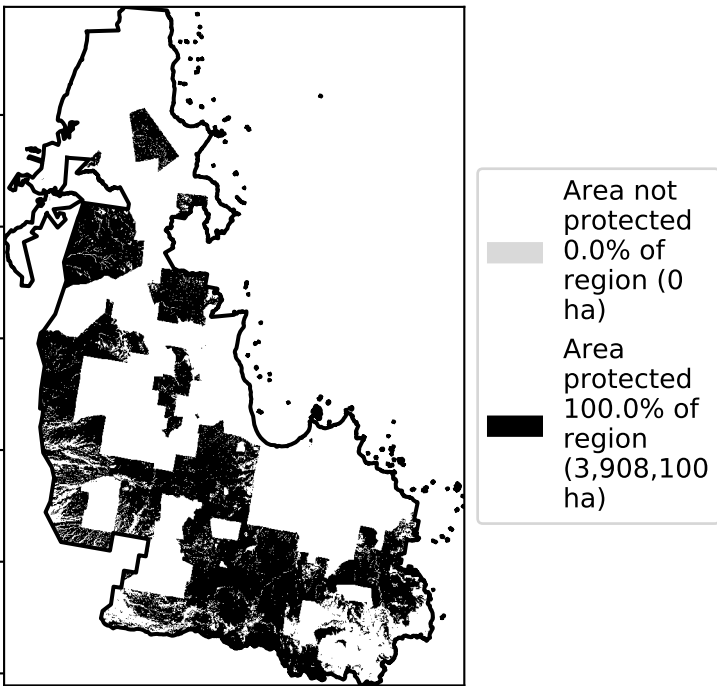 Area not
protected
0.0% of
region (0
ha)
Area
protected
100.0% of
region
(3,908,100
ha)